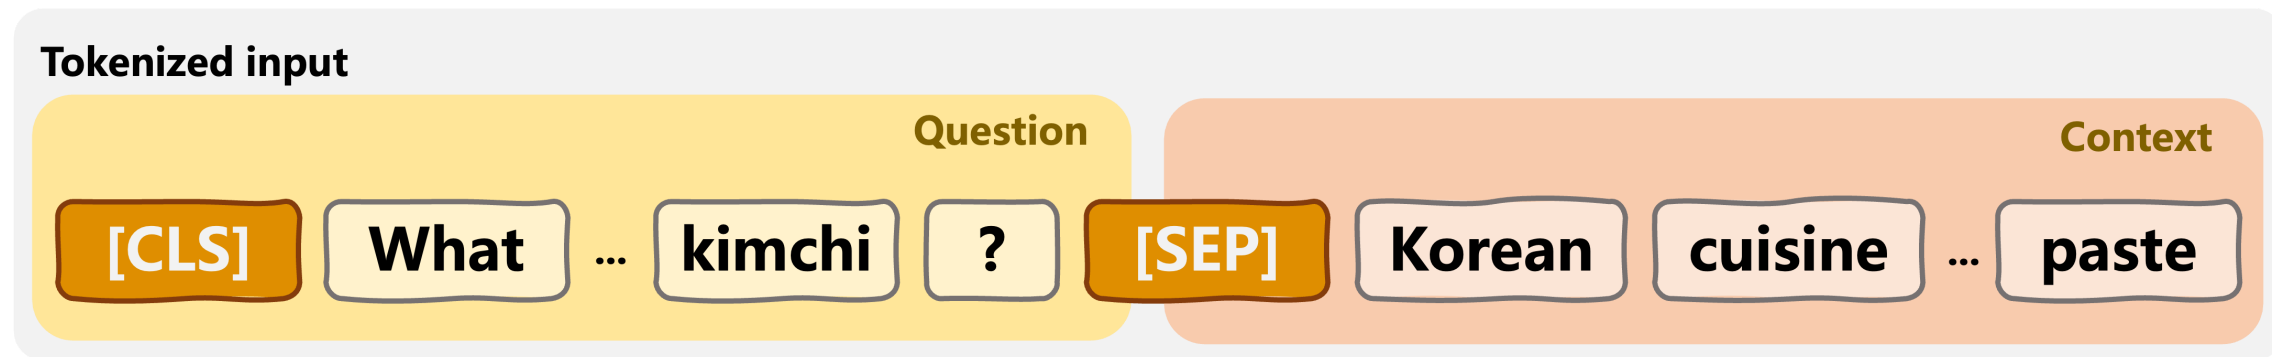 Tokenized input
Question
Context
[CLS] What ... kimchi ? [SEP] Korean cuisine ... paste